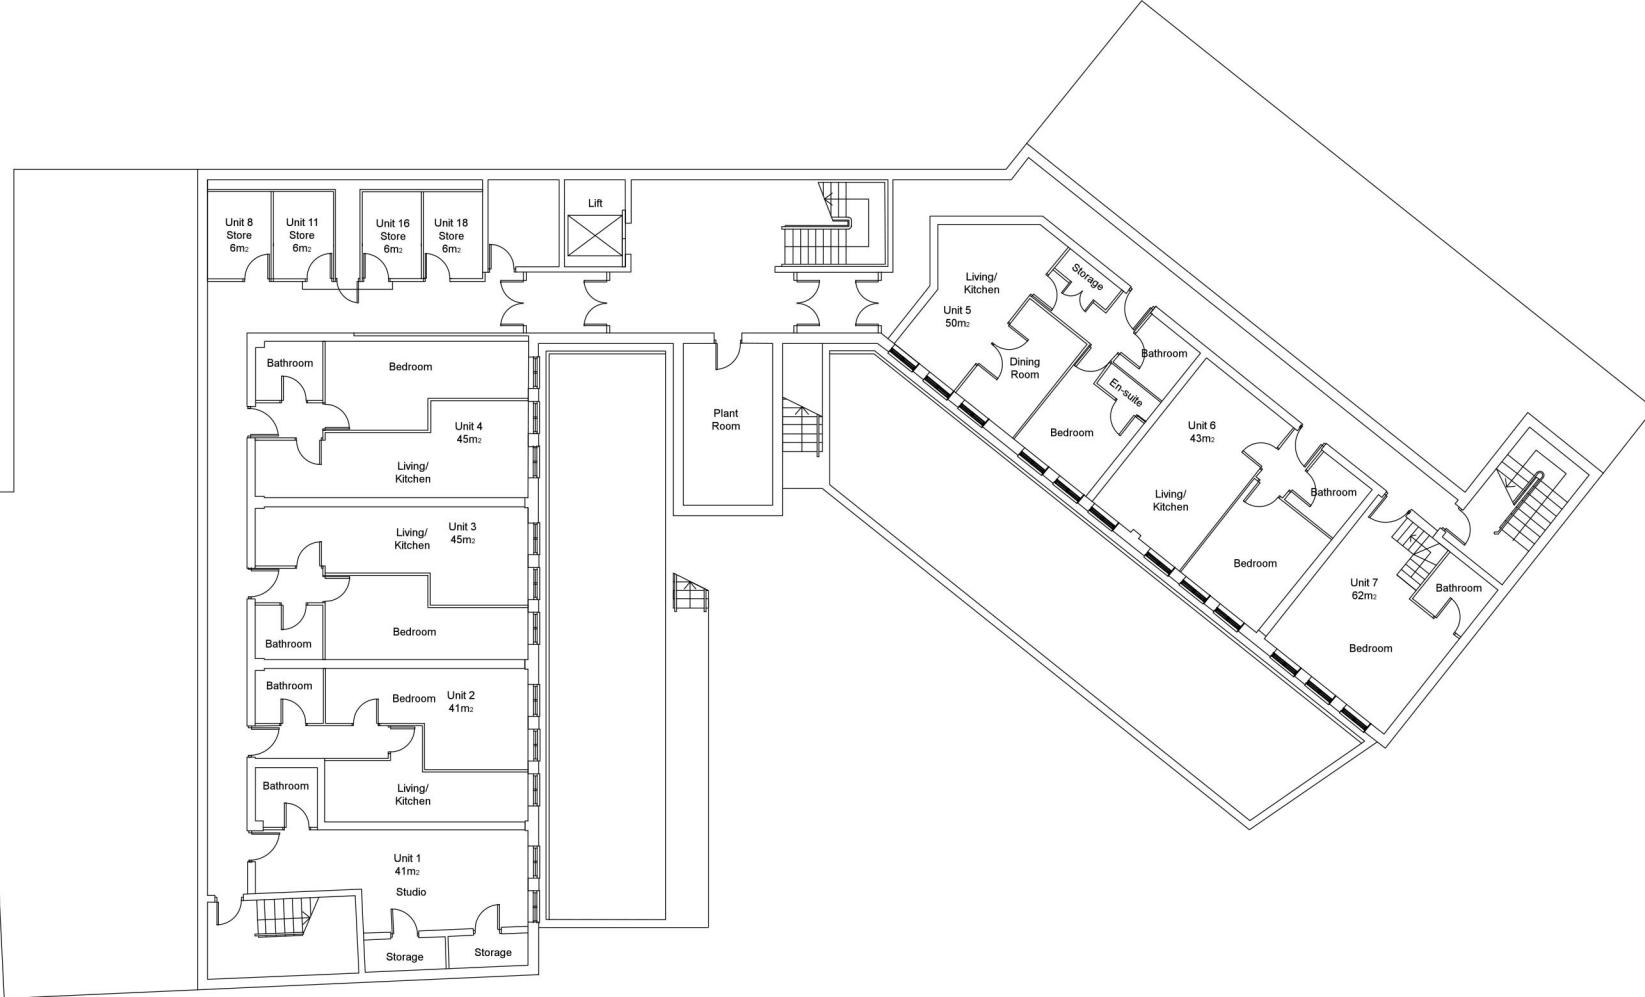 Unit 8
Store
6m2
Unit 11
Store
6m2
Unit 16
Store
6m2
Unit 18
Store
6m2
Lift
Living/
Kitchen
Storage
Unit 5
50m2
Dining
Room
Bathroom
En-suite
Bedroom
Unit 6
43m2
Living/
Kitchen
Bathroom
Bedroom
Unit 7
62m2
Bathroom
Bedroom
Plant
Room
Bathroom
Bedroom
Unit 4
45m2
Living/
Kitchen
Living/
Kitchen
Unit 3
45m2
Bathroom
Bedroom
Bathroom
Bedroom
Unit 2
41m2
Bathroom
Living/
Kitchen
Unit 1
41m2
Studio
Storage
Storage